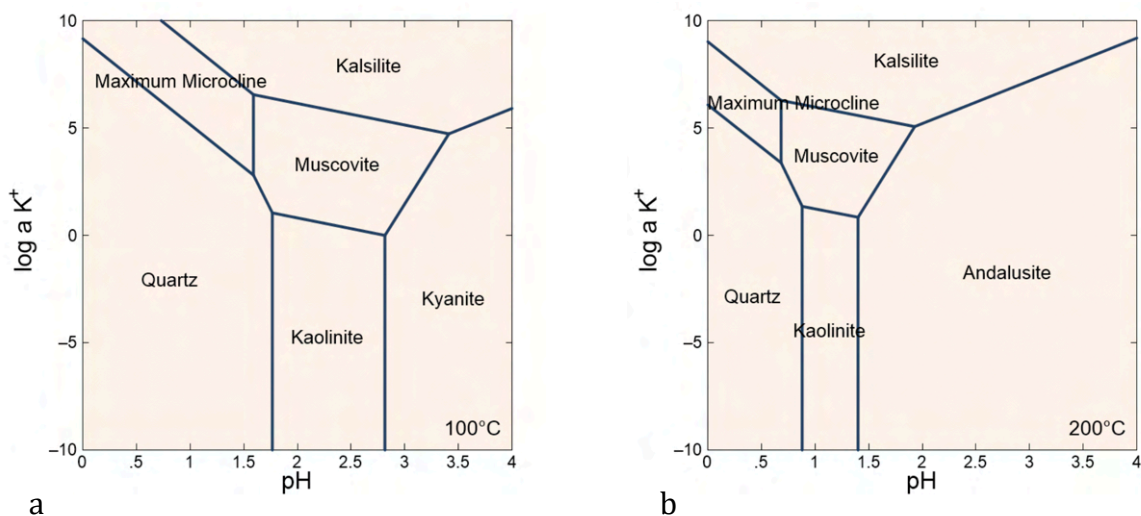 10
5
0
–5
–10
log a K+
Kalsilite
Maximum Microcline
Muscovite
Quartz
Kyanite
Kaolinite
100°C
0 .5 1 1.5 2 2.5 3 3.5 4
pH
a
10
5
0
–5
–10
log a K+
Kalsilite
Maximum Microcline
Muscovite
Andalusite
Quartz
Kaolinite
200°C
0 .5 1 1.5 2 2.5 3 3.5 4
pH
b